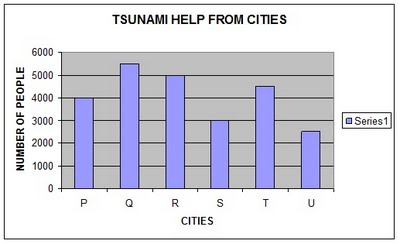 TSUNAMI HELP FROM CITIES
NUMBER OF PEOPLE
6000
5000
4000
3000
2000
1000
0
P Q R S T U
CITIES
Series1